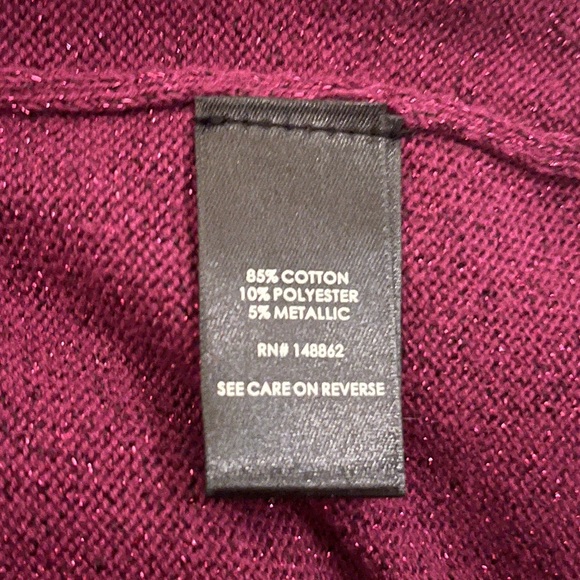 85% COTTON
10% POLYESTER
5% METALLIC
RN# 148862
SEE CARE ON REVERSE